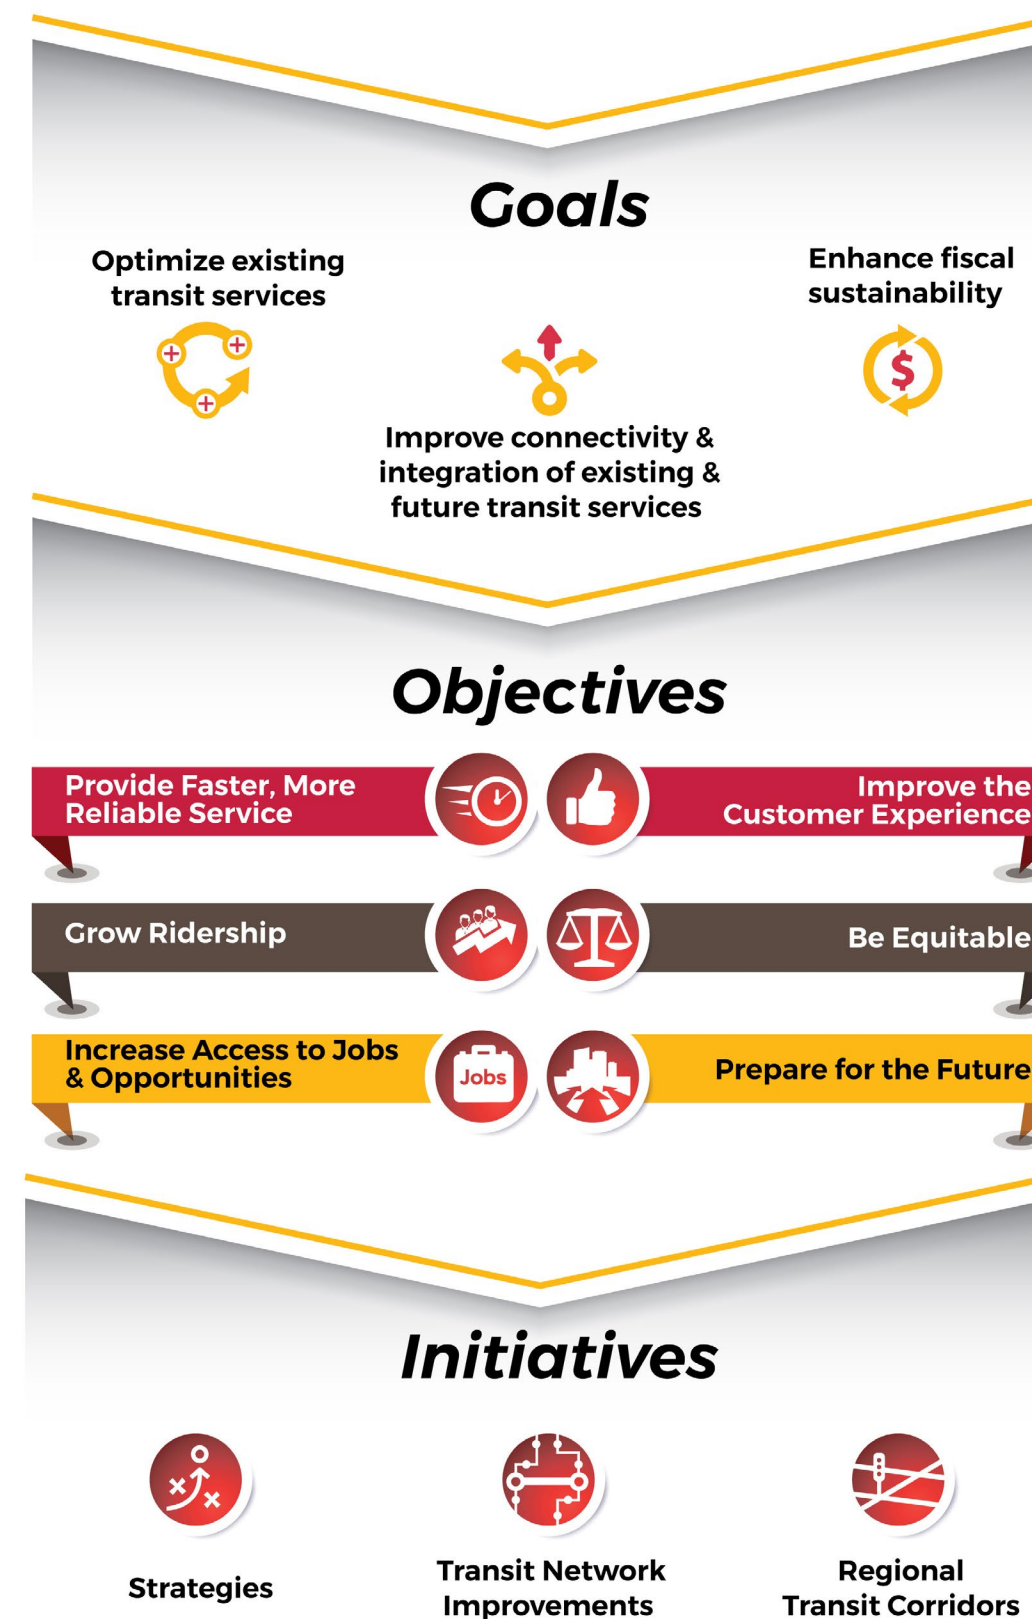 Goals
Optimize existing
transit services
Improve connectivity &
integration of existing &
future transit services
Enhance fiscal
sustainability
$
Objectives
Provide Faster, More
Reliable Service
Improve the
Customer Experience
Grow Ridership
Be Equitable
Increase Access to Jobs
& Opportunities
Jobs
Prepare for the Future
Initiatives
Strategies
Transit Network
Improvements
Regional
Transit Corridors